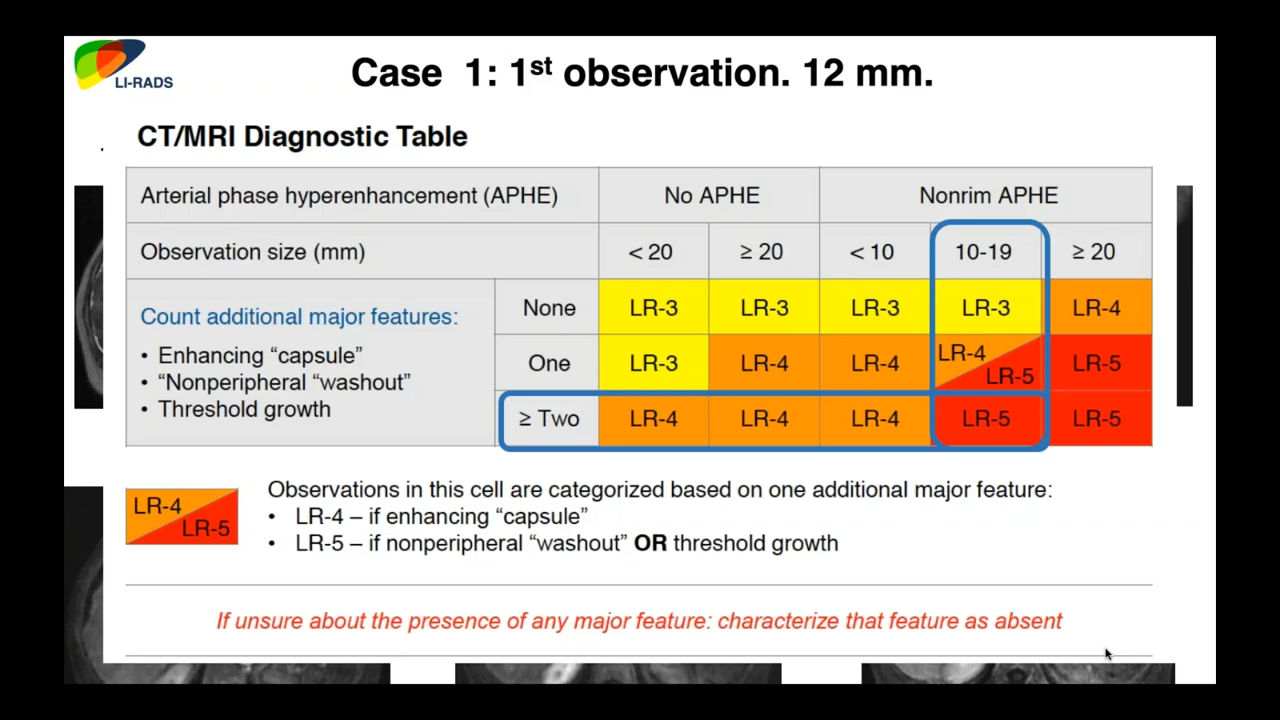 LI-RADS
Case 1: 1st observation. 12 mm.
CT/MRI Diagnostic Table
Arterial phase hyperenhancement (APHE) No APHE Nonrim APHE
Observation size (mm) < 20 ≥ 20 < 10 10-19 ≥ 20
Count additional major features:
• Enhancing “capsule”
• “Nonperipheral “washout”
• Threshold growth
None LR-3 LR-3 LR-3 LR-3 LR-4
One LR-3 LR-4 LR-4 LR-4 LR-5 LR-5
≥ Two LR-4 LR-4 LR-4 LR-5 LR-5
LR-4
LR-5
Observations in this cell are categorized based on one additional major feature:
• LR-4 – if enhancing “capsule”
• LR-5 – if nonperipheral “washout” OR threshold growth
If unsure about the presence of any major feature: characterize that feature as absent